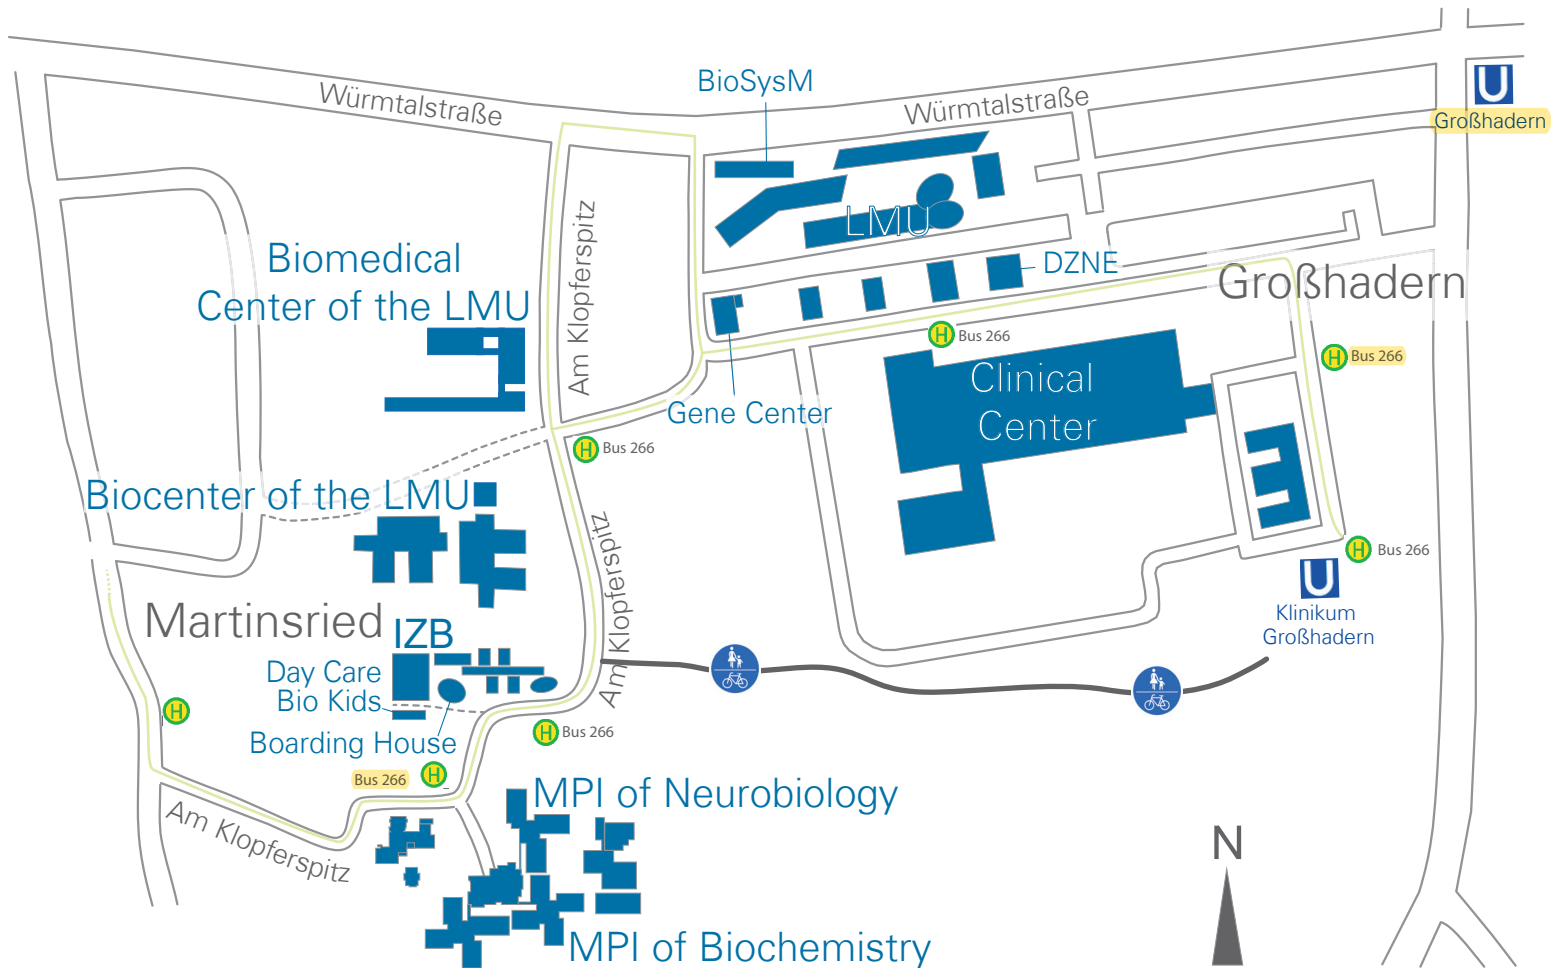 BioSysM
U
Würmtalstraße
Würmtalstraße
Großhadern
Am Klopferspitz
LMU
Biomedical
Center of the LMU
DZNE
Großhadern
H Bus 266
H Bus 266
Clinical
Center
Gene Center
H Bus 266
Biocenter of the LMU
Am Klopferspitz
H Bus 266
U
Klinikum
Großhadern
Martinsried
IZB
Day Care
Bio Kids
H
Boarding House
H Bus 266
Bus 266 H
MPI of Neurobiology
Am Klopferspitz
N
MPI of Biochemistry